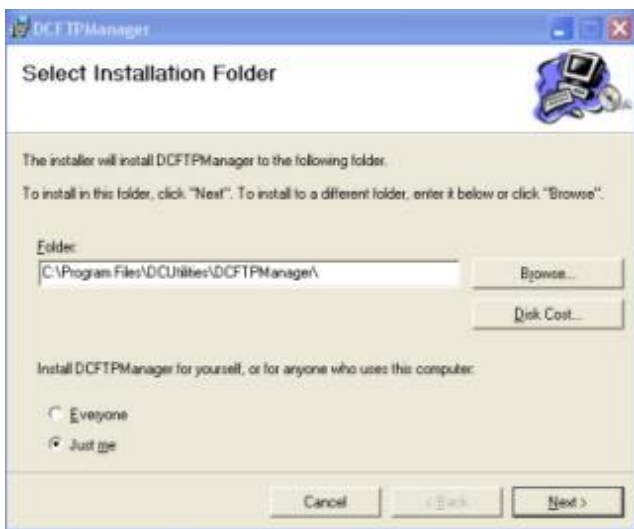 DCFTPManager
Select Installation Folder
The installer will install DCFTPManager to the following folder.
To install in this folder, click "Next". To install to a different folder, enter it below or click "Browse".
Folder:
C:\Program Files\DCUtilities\DCFTPManager\
Browse...
Disk Cost...
Install DCFTPManager for yourself, or for anyone who uses this computer:
Everyone
Just me
Cancel
< Back
Next >